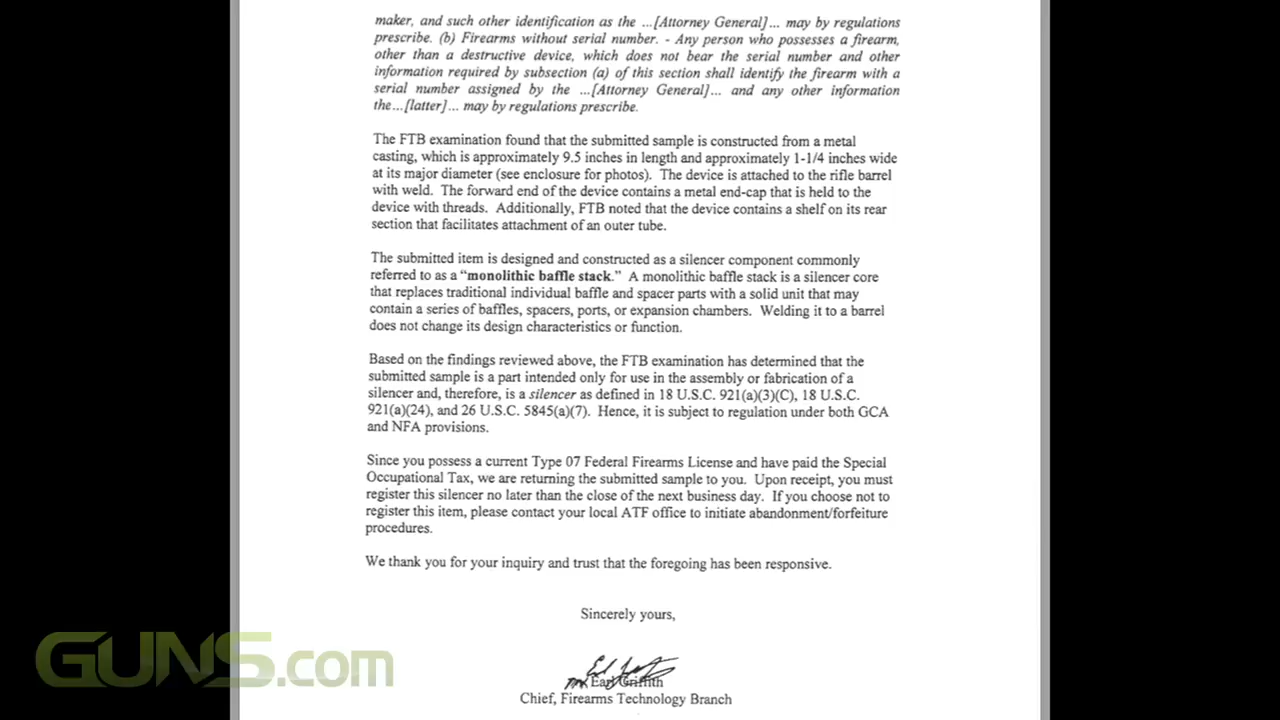 maker, and such other identification as the ...[Attorney General]... may by regulations
prescribe. (b) Firearms without serial number. - Any person who possesses a firearm,
other than a destructive device, which does not bear the serial number and other
information required by subsection (a) of this section shall identify the firearm with a
serial number assigned by the ...[Attorney General]... and any other information
the...[latter]... may by regulations prescribe.
The FTB examination found that the submitted sample is constructed from a metal
casting, which is approximately 9.5 inches in length and approximately 1-1/4 inches wide
at its major diameter (see enclosure for photos). The device is attached to the rifle barrel
with weld. The forward end of the device contains a metal end-cap that is held to the
device with threads. Additionally, FTB noted that the device contains a shelf on its rear
section that facilitates attachment of an outer tube.
The submitted item is designed and constructed as a silencer component commonly
referred to as a "monolithic baffle stack." A monolithic baffle stack is a silencer core
that replaces traditional individual baffle and spacer parts with a solid unit that may
contain a series of baffles, spacers, ports, or expansion chambers. Welding it to a barrel
does not change its design characteristics or function.
Based on the findings reviewed above, the FTB examination has determined that the
submitted sample is a part intended only for use in the assembly or fabrication of a
silencer and, therefore, is a silencer as defined in 18 U.S.C. 921(a)(3)(C), 18 U.S.C.
921(a)(24), and 26 U.S.C. 5845(a)(7). Hence, it is subject to regulation under both GCA
and NFA provisions.
Since you possess a current Type 07 Federal Firearms License and have paid the Special
Occupational Tax, we are returning the submitted sample to you. Upon receipt, you must
register this silencer no later than the close of the next business day. If you choose not to
register this item, please contact your local ATF office to initiate abandonment/forfeiture
procedures.
We thank you for your inquiry and trust that the foregoing has been responsive.
Sincerely yours,
Earl Griffith
Chief, Firearms Technology Branch
GUNS.com